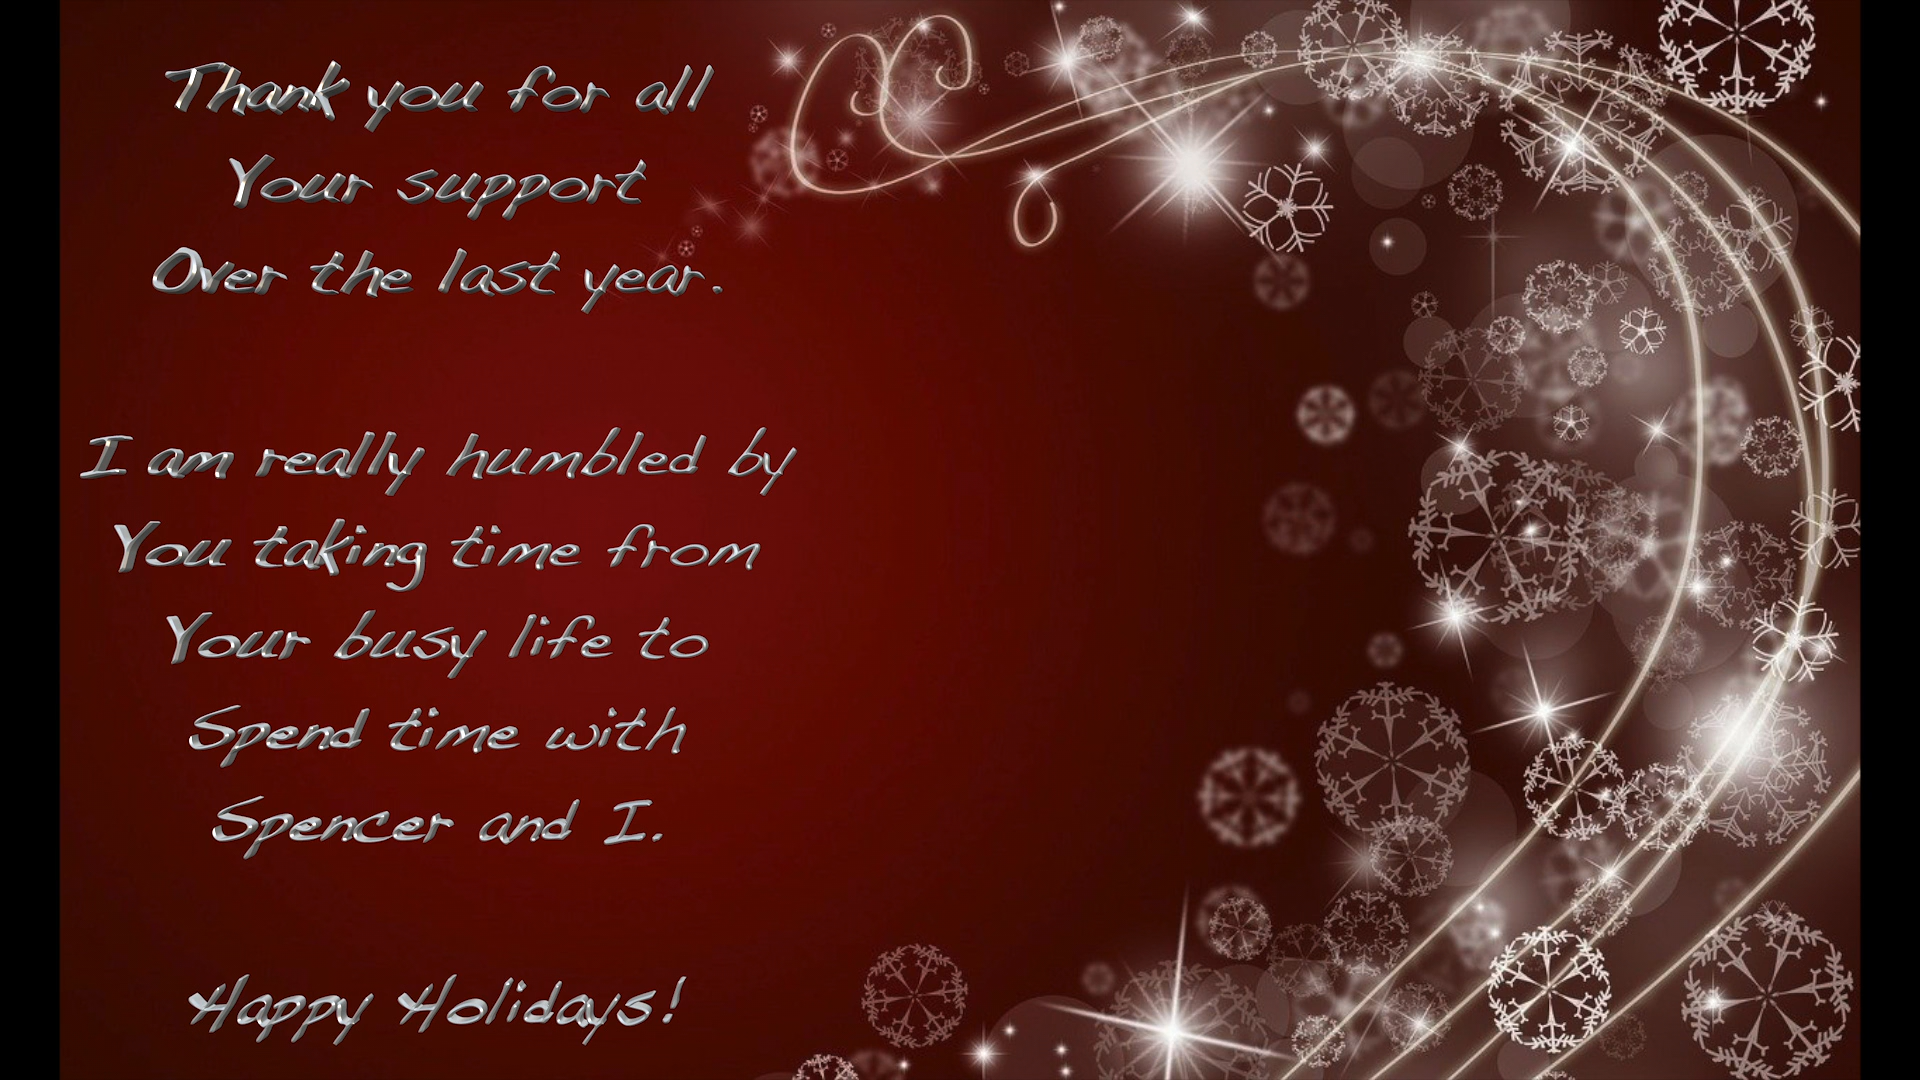 Thank you for all
Your support
Over the last year.
I am really humbled by
You taking time from
Your busy life to
Spend time with
Spencer and I.
Happy Holidays!